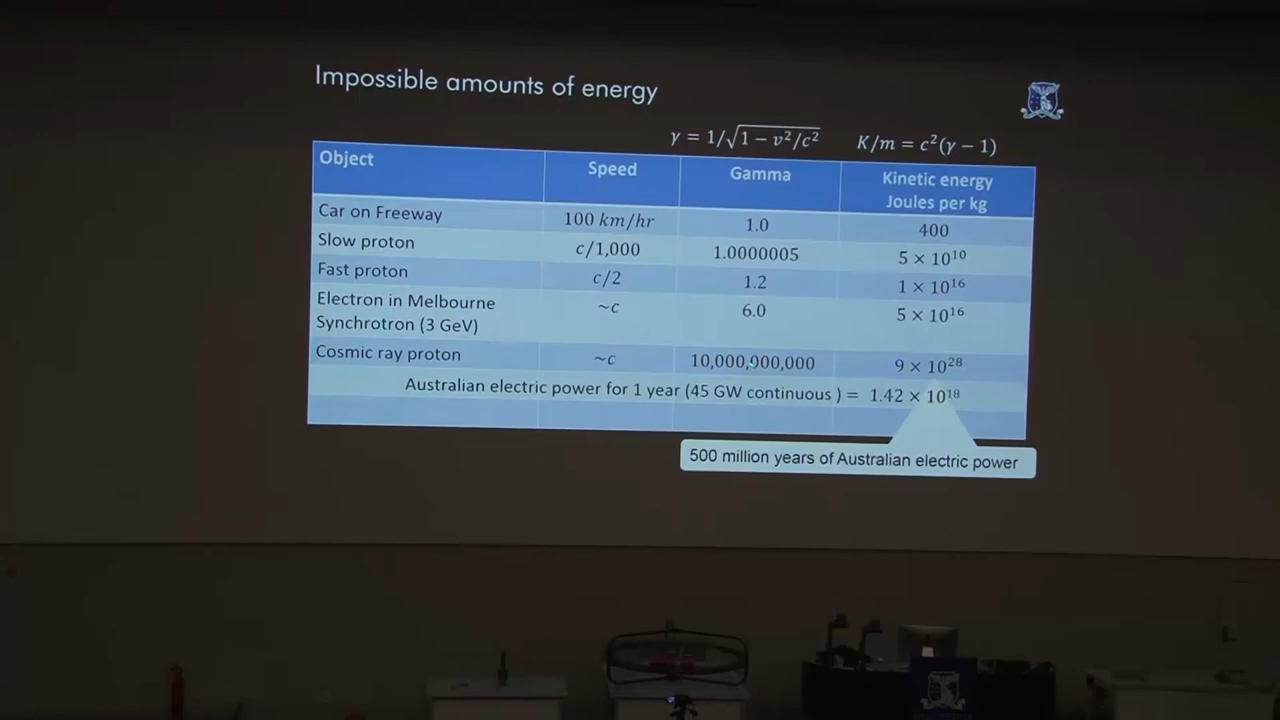 Impossible amounts of energy
γ = 1/√1 − v²/c² K/m = c²(γ − 1)
Object Speed Gamma Kinetic energy Joules per kg
Car on Freeway 100 km/hr 1.0 400
Slow proton c/1,000 1.0000005 5 × 10¹⁰
Fast proton c/2 1.2 1 × 10¹⁶
Electron in Melbourne Synchrotron (3 GeV) ~c 6.0 5 × 10¹⁶
Cosmic ray proton ~c 10,000,900,000 9 × 10²⁸
Australian electric power for 1 year (45 GW continuous ) = 1.42 × 10¹⁸
500 million years of Australian electric power